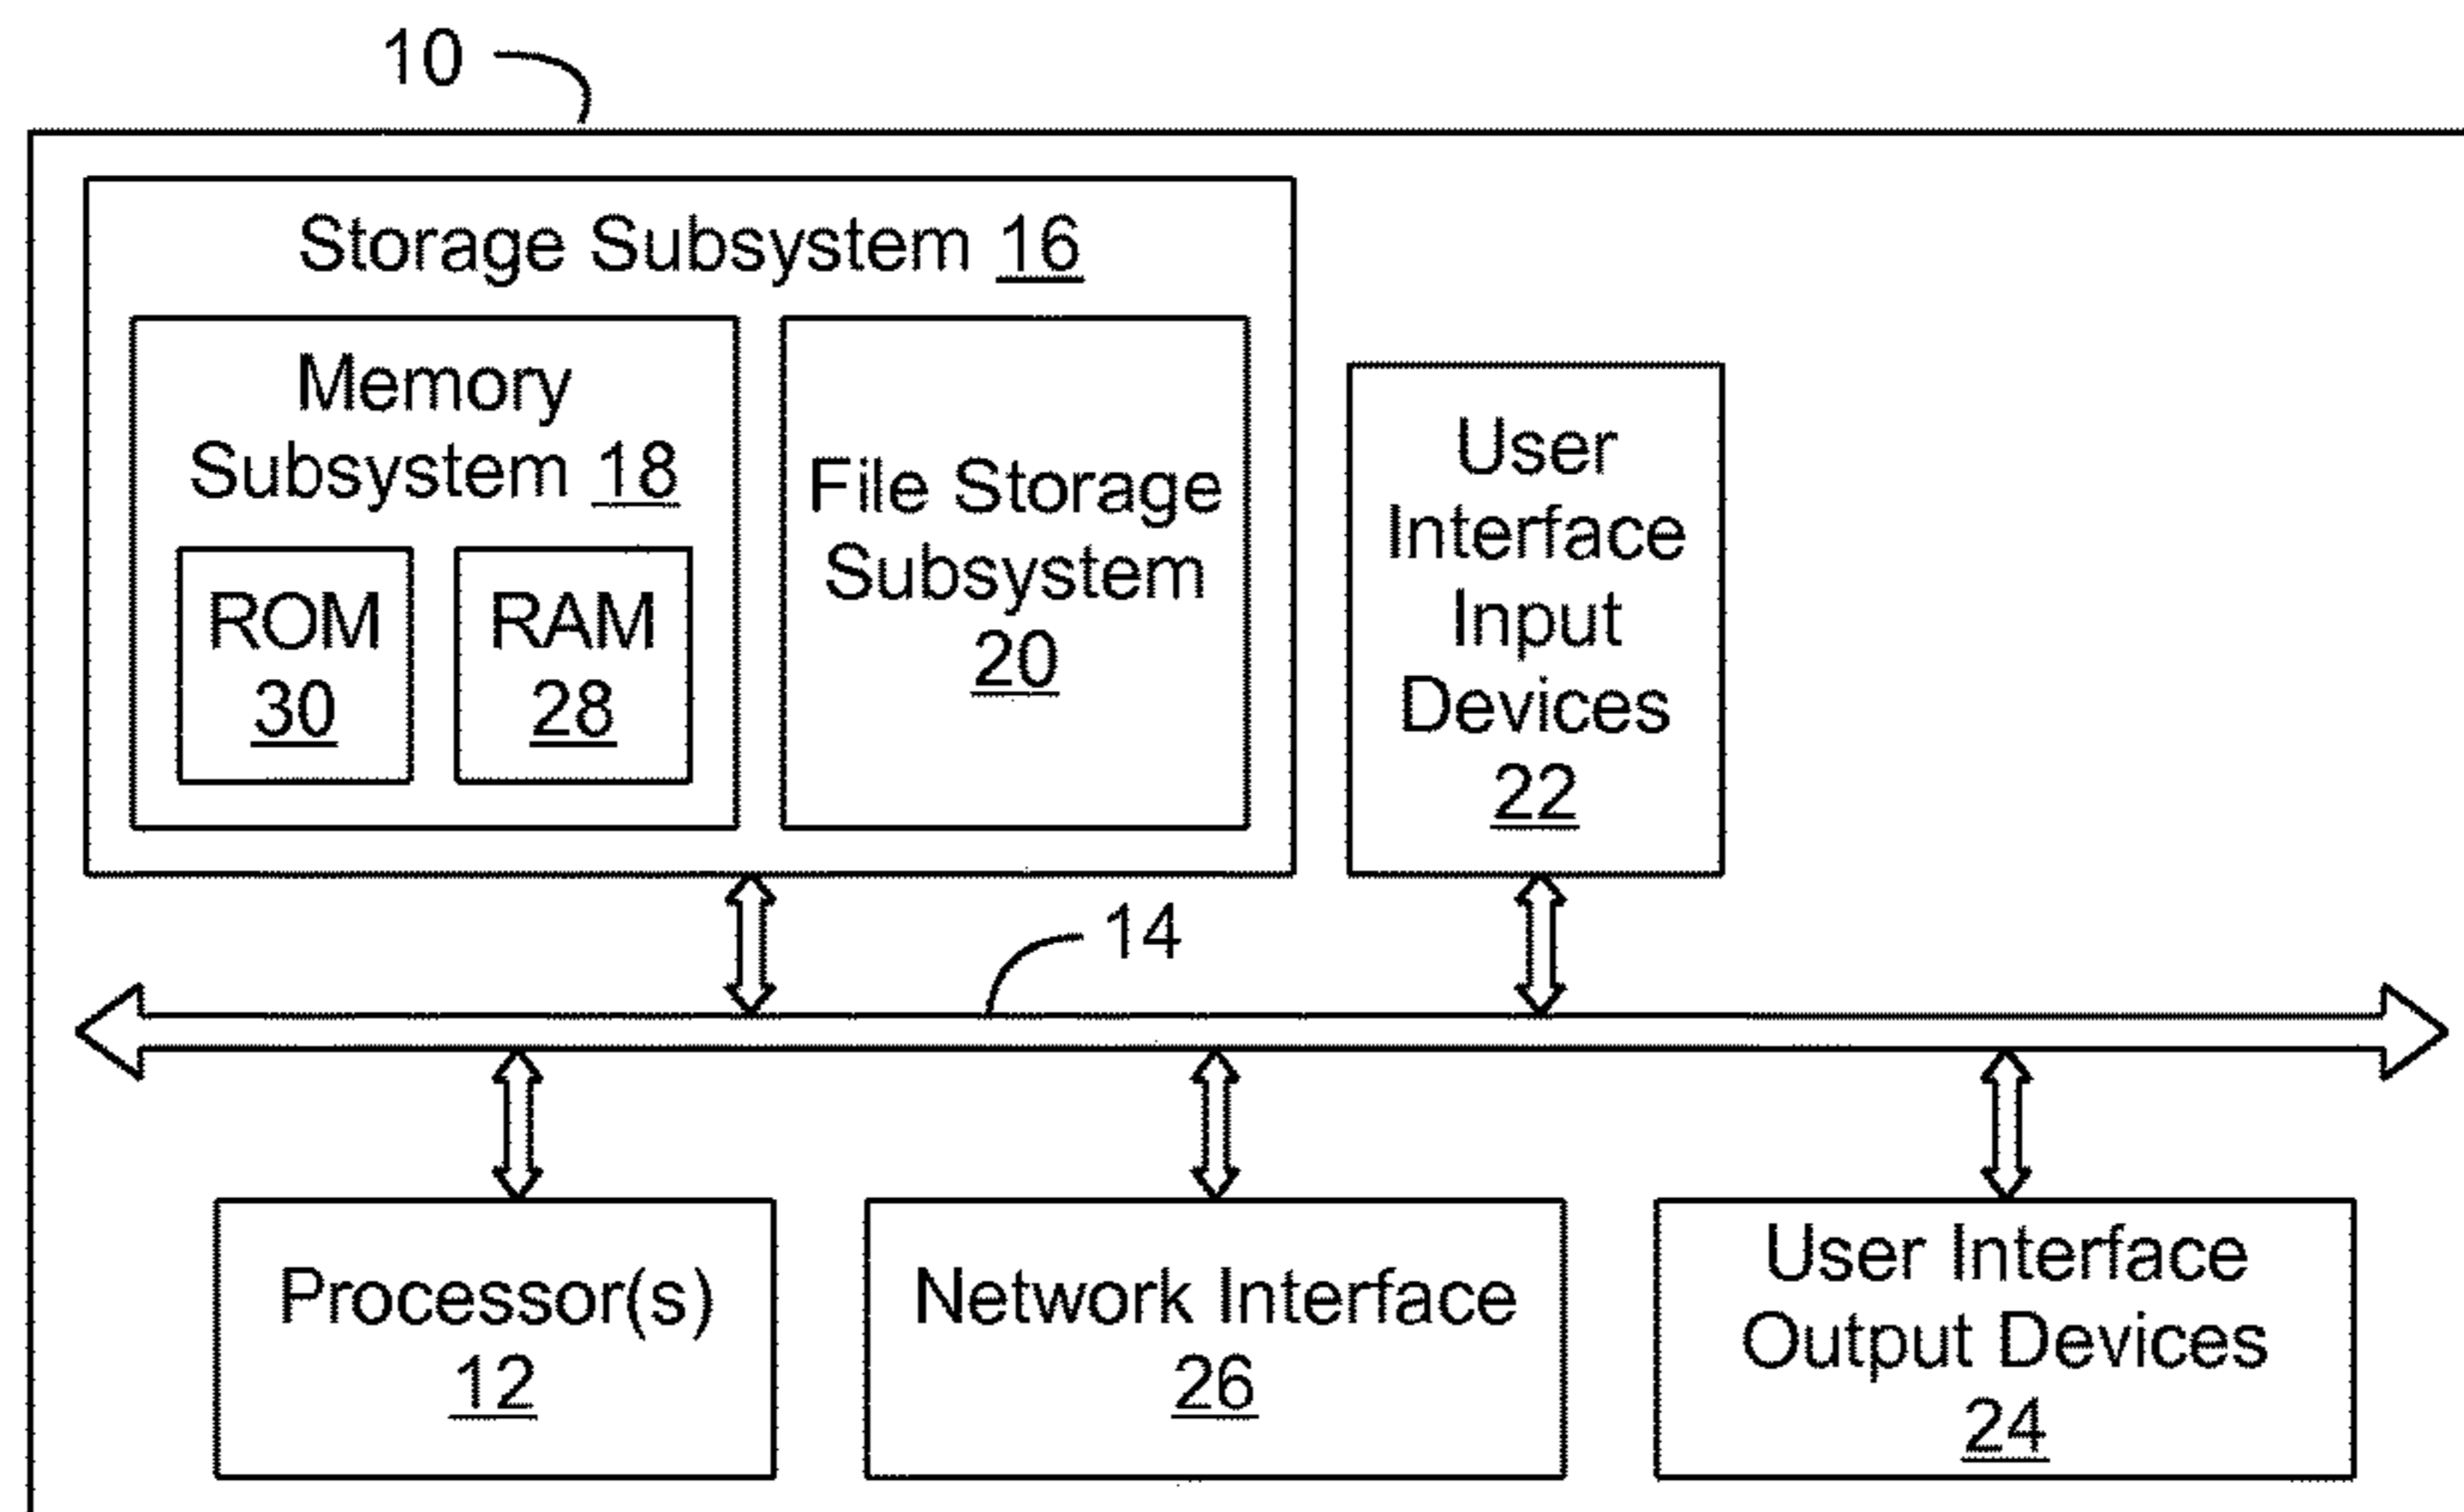 10
Storage Subsystem 16
Memory
Subsystem 18
ROM
30
RAM
28
File Storage
Subsystem
20
User
Interface
Input
Devices
22
14
Processor(s)
12
Network Interface
26
User Interface
Output Devices
24